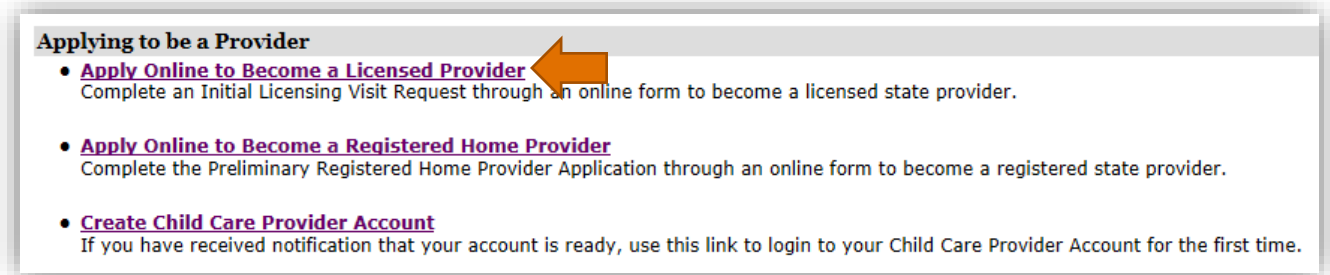 Applying to be a Provider
• Apply Online to Become a Licensed Provider
Complete an Initial Licensing Visit Request through an online form to become a licensed state provider.
• Apply Online to Become a Registered Home Provider
Complete the Preliminary Registered Home Provider Application through an online form to become a registered state provider.
• Create Child Care Provider Account
If you have received notification that your account is ready, use this link to login to your Child Care Provider Account for the first time.